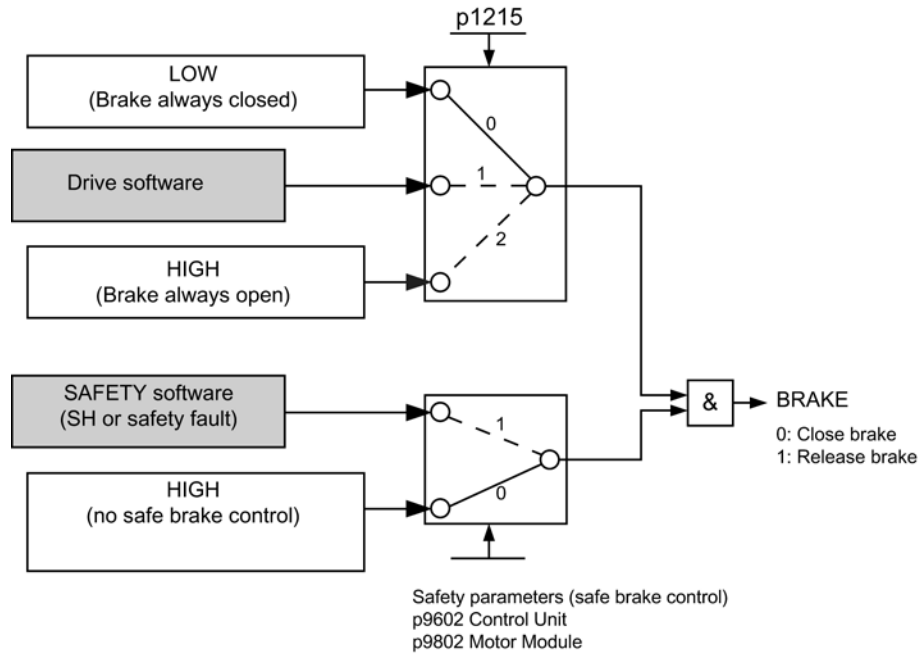 p1215
LOW
(Brake always closed)
0
Drive software
1
2
HIGH
(Brake always open)
SAFETY software
(SH or safety fault)
1
0
HIGH
(no safe brake control)
&
BRAKE
0: Close brake
1: Release brake
Safety parameters (safe brake control)
p9602 Control Unit
p9802 Motor Module